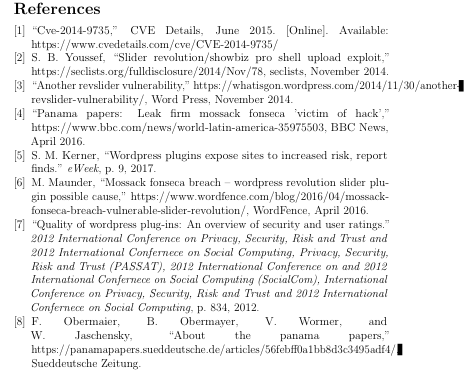 References
[1] “Cve-2014-9735,” CVE Details, June 2015. [Online]. Available:
https://www.cvedetails.com/cve/CVE-2014-9735/
[2] S. B. Youssef, “Slider revolution/showbiz pro shell upload exploit,”
https://seclists.org/fulldisclosure/2014/Nov/78, seclists, November 2014.
[3] “Another revslider vulnerability,” https://whatisgon.wordpress.com/2014/11/30/another-
revslider-vulnerability/, Word Press, November 2014.
[4] “Panama papers: Leak firm mossack fonseca 'victim of hack',”
https://www.bbc.com/news/world-latin-america-35975503, BBC News,
April 2016.
[5] S. M. Kerner, “Wordpress plugins expose sites to increased risk, report
finds.” eWeek, p. 9, 2017.
[6] M. Maunder, “Mossack fonseca breach – wordpress revolution slider plu-
gin possible cause,” https://www.wordfence.com/blog/2016/04/mossack-
fonseca-breach-vulnerable-slider-revolution/, WordFence, April 2016.
[7] “Quality of wordpress plug-ins: An overview of security and user ratings.”
2012 International Conference on Privacy, Security, Risk and Trust and
2012 International Confernece on Social Computing, Privacy, Security,
Risk and Trust (PASSAT), 2012 International Conference on and 2012
International Confernece on Social Computing (SocialCom), International
Conference on Privacy, Security, Risk and Trust and 2012 International
Confernece on Social Computing, p. 834, 2012.
[8] F. Obermaier, B. Obermayer, V. Wormer, and
W. Jaschensky, “About the panama papers,”
https://panamapapers.sueddeutsche.de/articles/56febff0a1bb8d3c3495adf4/,
Sueddeutsche Zeitung.